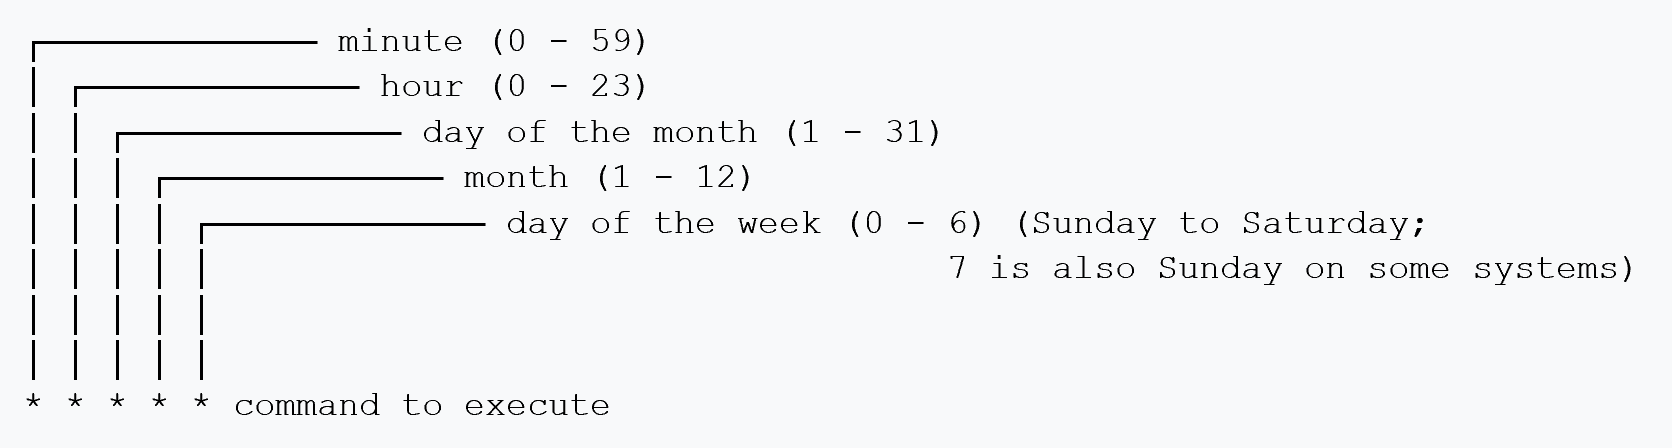 minute (0 - 59)
hour (0 - 23)
day of the month (1 - 31)
month (1 - 12)
day of the week (0 - 6) (Sunday to Saturday;
7 is also Sunday on some systems)
* * * * * command to execute